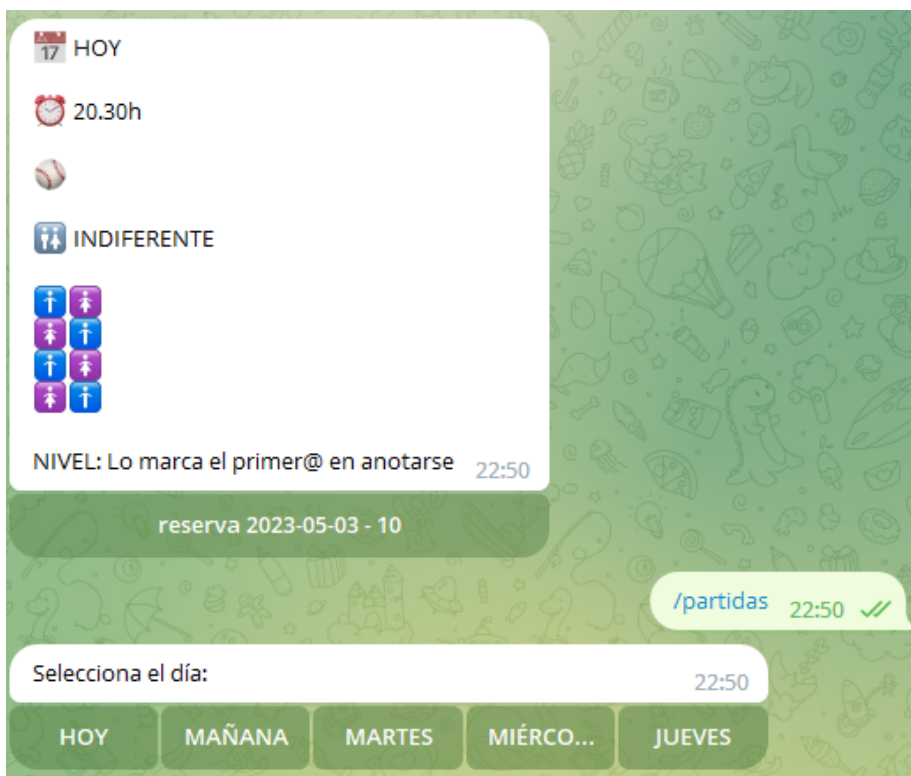 17 HOY
20.30h
INDIFERENTE
NIVEL: Lo marca el primer@ en anotarse 22:50
reserva 2023-05-03 - 10
/partidas 22:50
Selecciona el día: 22:50
HOY MAÑANA MARTES MIÉRCO... JUEVES